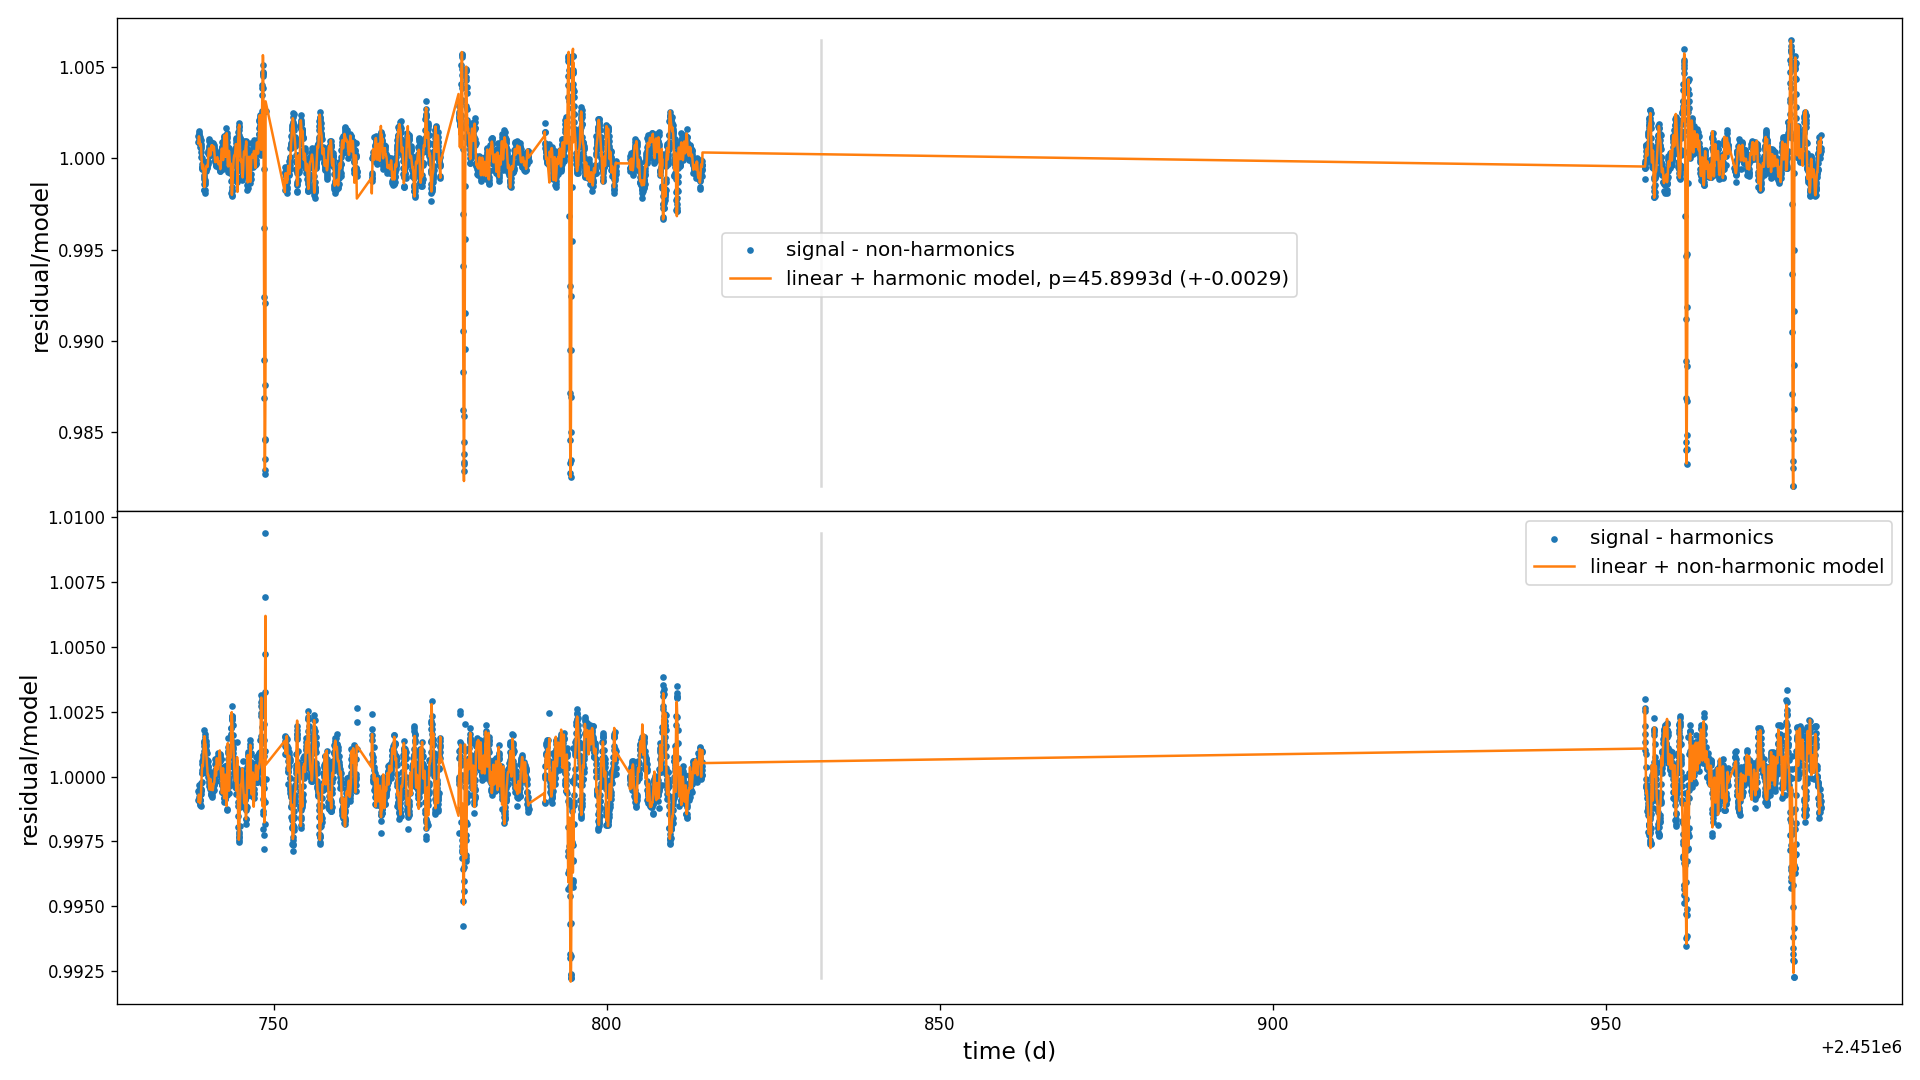 1.005
1.000
0.995
0.990
0.985
residual/model
signal - non-harmonics
linear + harmonic model, p=45.8993d (+-0.0029)
1.0100
1.0075
1.0050
1.0025
1.0000
0.9975
0.9950
0.9925
residual/model
signal - harmonics
linear + non-harmonic model
750
800
850
900
950
time (d)
+2.451e6